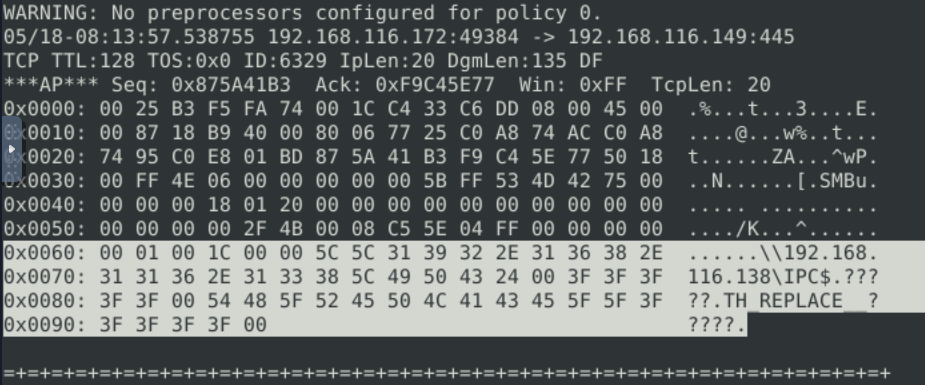 WARNING: No preprocessors configured for policy 0.
05/18-08:13:57.538755 192.168.116.172:49384 -> 192.168.116.149:445
TCP TTL:128 TOS:0x0 ID:6329 IpLen:20 DgmLen:135 DF
***AP*** Seq: 0x875A41B3  Ack: 0xF9C45E77  Win: 0xFF  TcpLen: 20
0x0000: 00 25 B3 F5 FA 74 00 1C C4 33 C6 DD 08 00 45 00  .%...t...3....E.
0x0010: 00 87 18 B9 40 00 80 06 77 25 C0 A8 74 AC C0 A8  ....@...w%..t...
0x0020: 74 95 C0 E8 01 BD 87 5A 41 B3 F9 C4 5E 77 50 18  t......ZA...^wP.
0x0030: 00 FF 4E 06 00 00 00 00 00 5B FF 53 4D 42 75 00  ..N......[.SMBu.
0x0040: 00 00 00 18 01 20 00 00 00 00 00 00 00 00 00 00  ..... ..........
0x0050: 00 00 00 00 2F 4B 00 08 C5 5E 04 FF 00 00 00 00  ..../K...^......
0x0060: 00 01 00 1C 00 00 5C 5C 31 39 32 2E 31 36 38 2E  ......\\192.168.
0x0070: 31 31 36 2E 31 33 38 5C 49 50 43 24 00 3F 3F 3F  116.138\IPC$.???
0x0080: 3F 3F 00 54 48 5F 52 45 50 4C 41 43 45 5F 5F 3F  ??.TH_REPLACE__?
0x0090: 3F 3F 3F 3F 00  ????.
=+=+=+=+=+=+=+=+=+=+=+=+=+=+=+=+=+=+=+=+=+=+=+=+=+=+=+=+=+=+=+=+=+=+=+=+=+